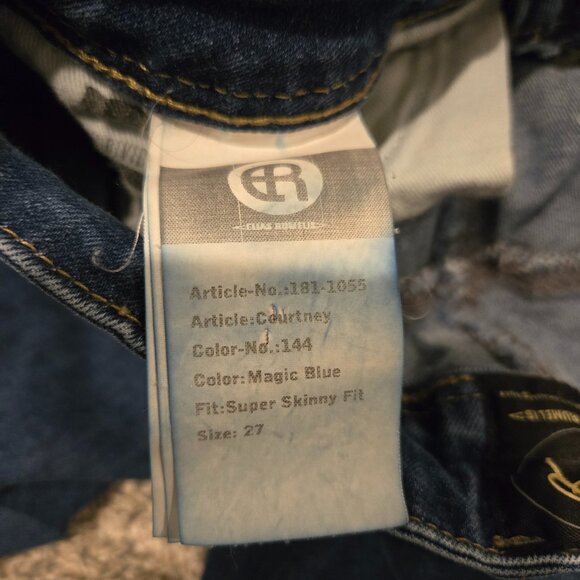 ER
ELIAS RUMELIS
Article-No.:181-1055
Article:Courtney
Color-No.:144
Color:Magic Blue
Fit:Super Skinny Fit
Size: 27